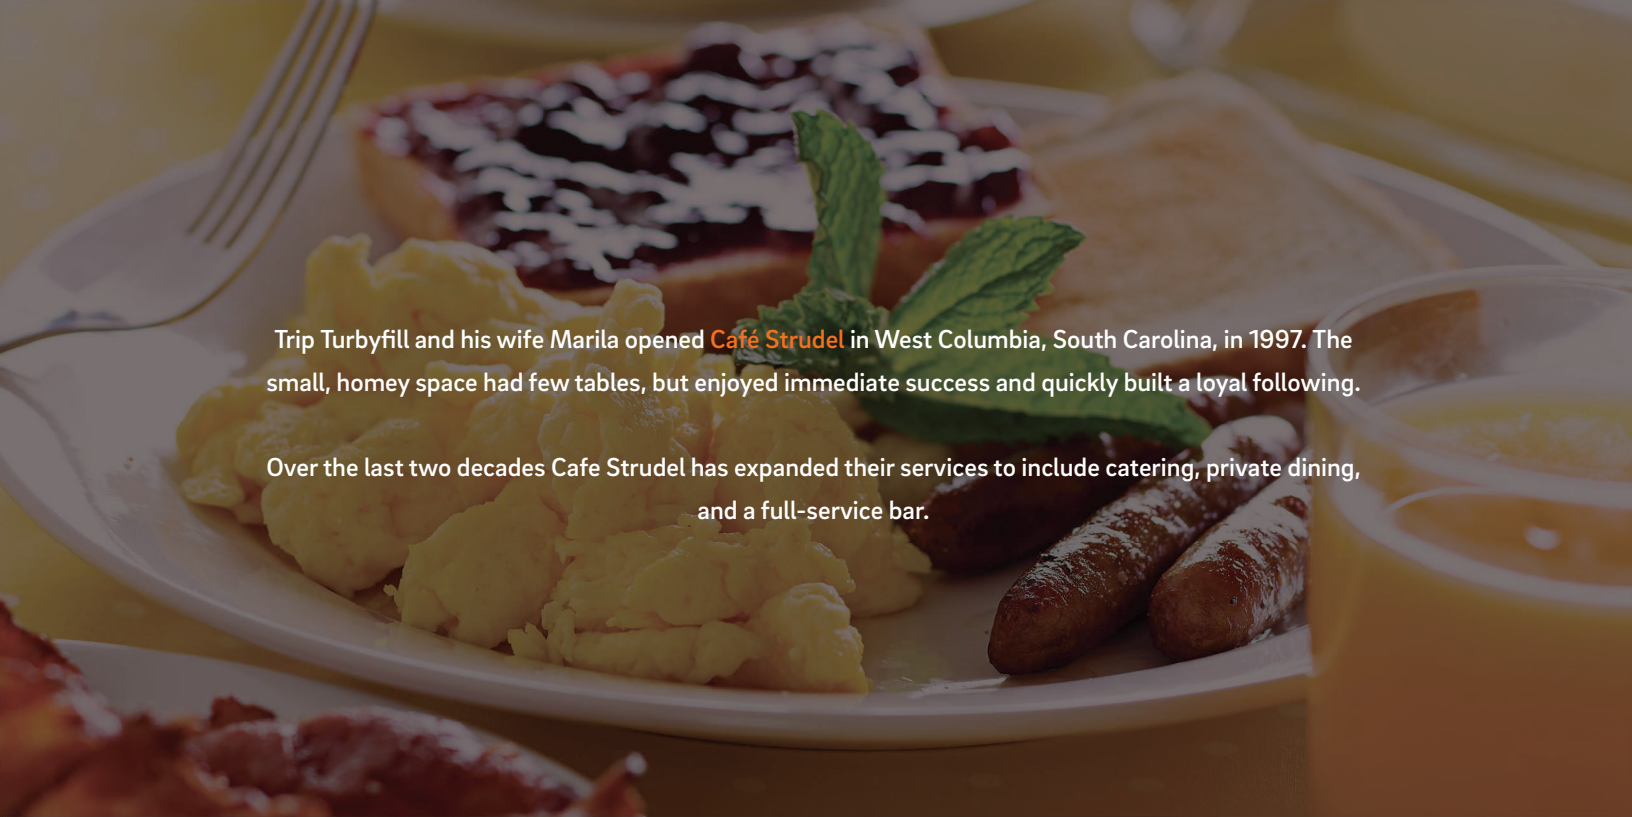 Trip Turbyfill and his wife Marila opened Café Strudel in West Columbia, South Carolina, in 1997. The
small, homey space had few tables, but enjoyed immediate success and quickly built a loyal following.
Over the last two decades Cafe Strudel has expanded their services to include catering, private dining,
and a full-service bar.